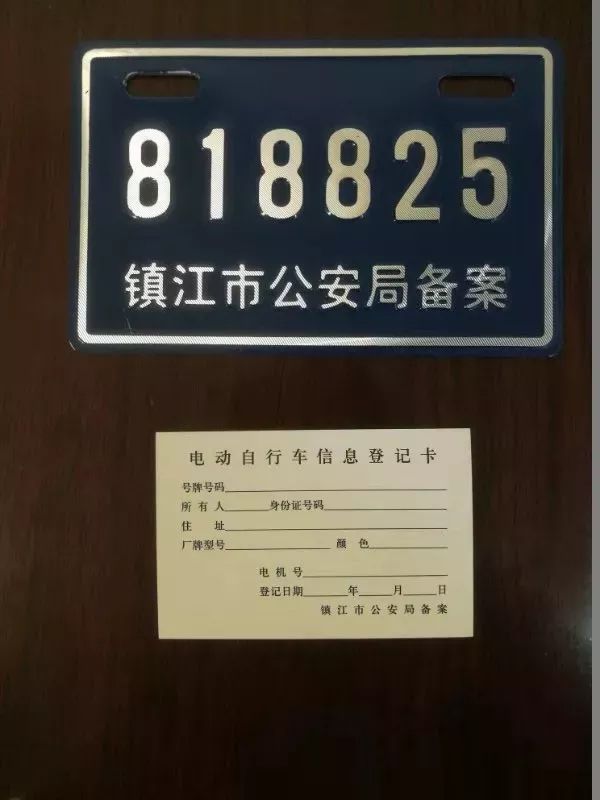 818825
镇江市公安局备案
电动自行车信息登记卡
号牌号码
所有人 身份证号码
住 址
厂牌型号 颜色
电机号
登记日期 年 月 日
镇江市公安局备案